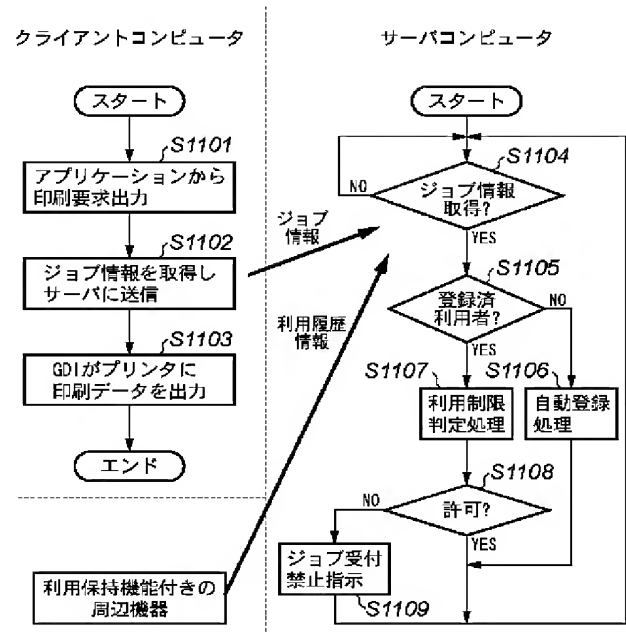 クライアントコンピュータ
スタート
S1101
アプリケーションから
印刷要求出力
S1102
ジョブ情報を取得し
サーバに送信
S1103
GDIがプリンタに
印刷データを出力
エンド
利用保持機能付きの
周辺機器
ジョブ
情報
利用履歴
情報
サーバコンピュータ
スタート
S1104
ジョブ情報
取得?
NO
YES
S1105
登録済
利用者?
NO
YES
S1107
利用制限
判定処理
S1106
自動登録
処理
S1108
許可?
NO
YES
ジョブ受付
禁止指示
S1109